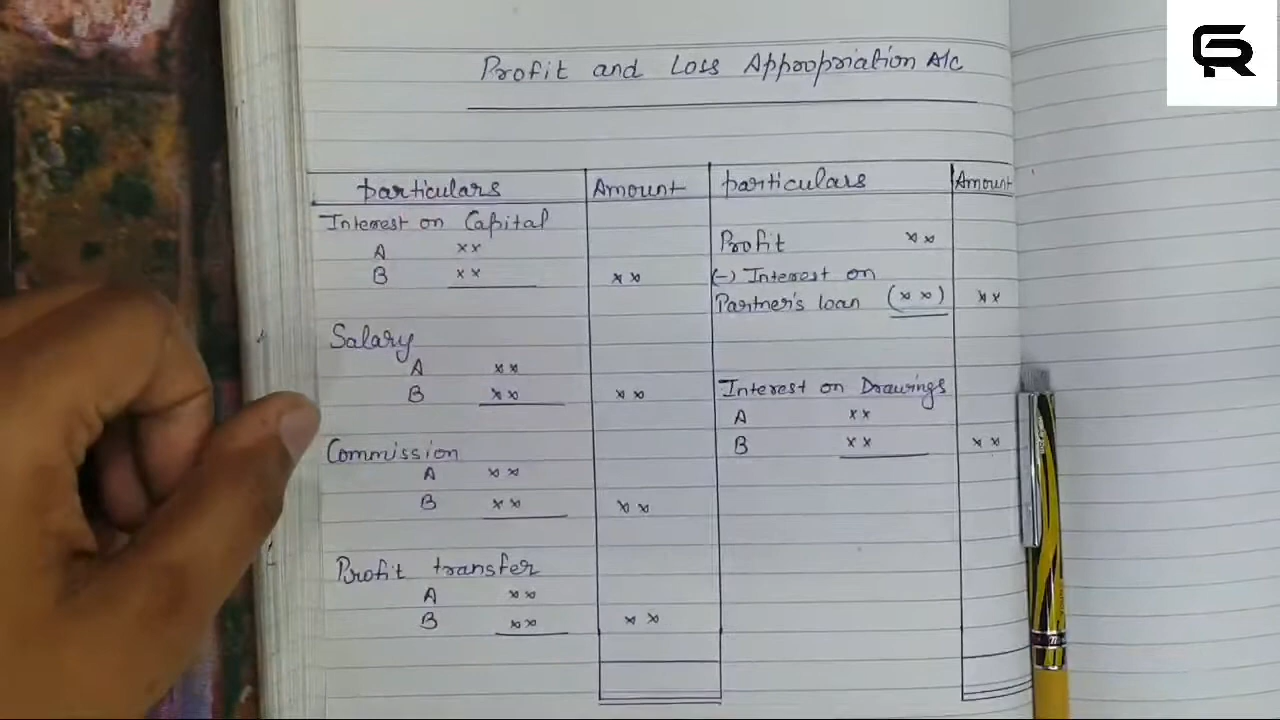 Profit and Loss Appropriation A/c
particulars Amount particulars Amount
Interest on Capital
A xx
B xx xx
Salary
A xx
B xx xx
Commission
A xx
B xx xx
Profit transfer
A xx
B xx xx
Profit xx
(-) Interest on
Partner's loan (xx) xx
Interest on Drawings
A xx
B xx xx
GR